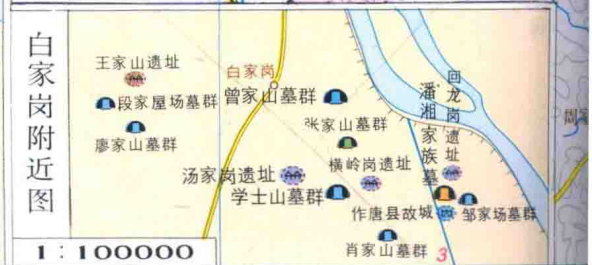 白家岗附近图
王家山遗址
白家岗
段家屋场墓群
曾家山墓群
廖家山墓群
张家山墓群
潘湘家族墓
回龙岗遗址
汤家岗遗址
横岭岗遗址
学士山墓群
作唐县故城
邹家场墓群
肖家山墓群
3
1:100000